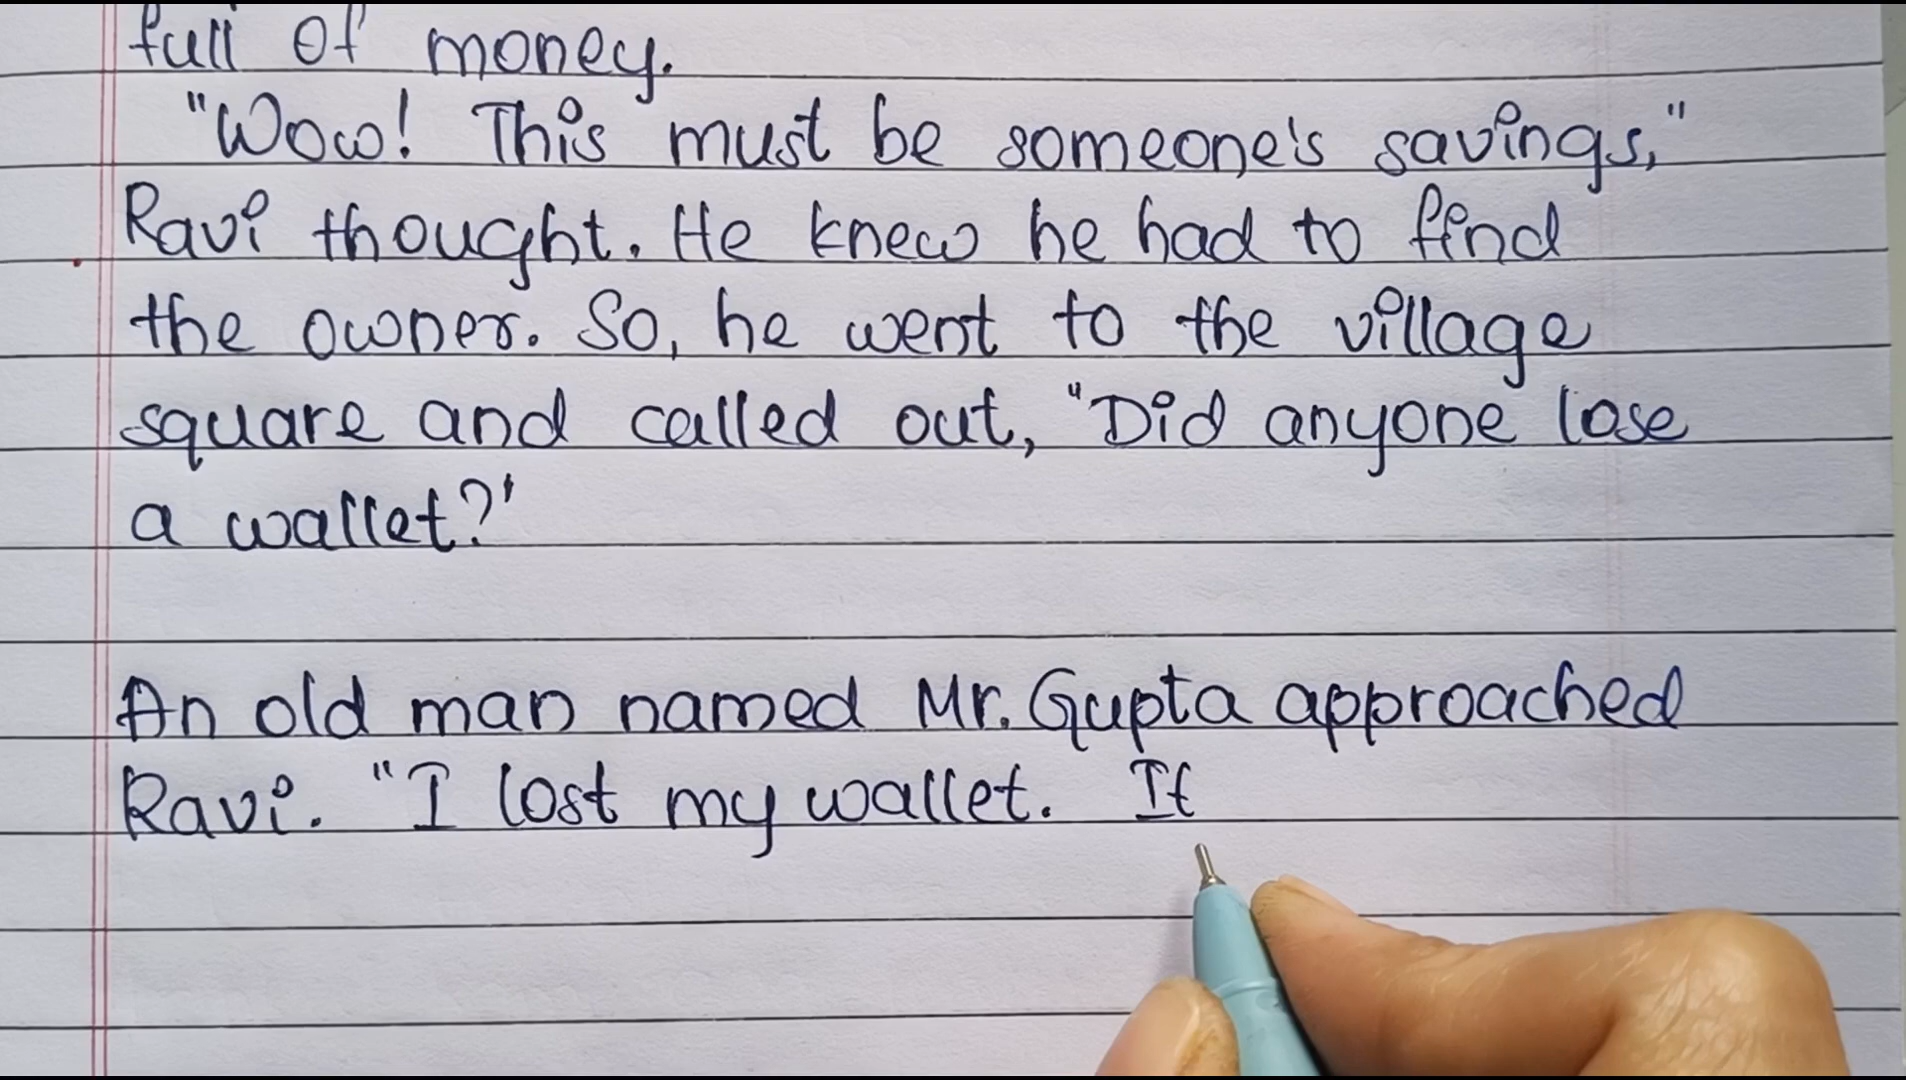 full of money.
"Wow! This must be someone's savings,"
Ravi thought. He knew he had to find
the owner. So, he went to the village
square and called out, "Did anyone lose
a wallet?'
An old man named Mr. Gupta approached
Ravi. "I lost my wallet. It